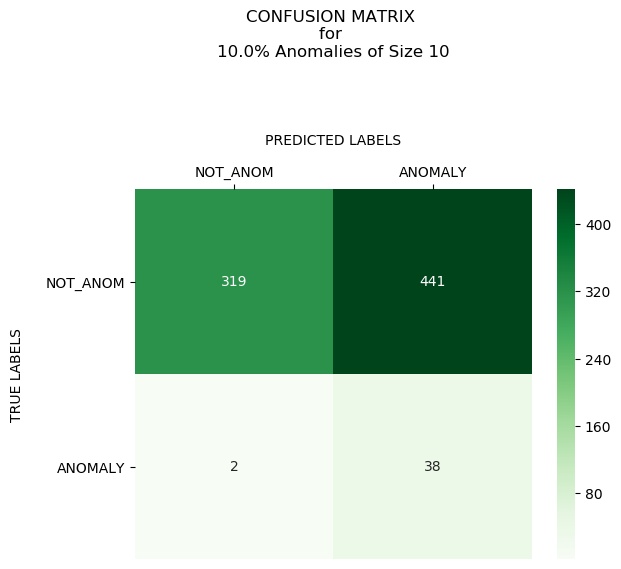 CONFUSION MATRIX
for
10.0% Anomalies of Size 10
PREDICTED LABELS
NOT_ANOM ANOMALY
400
NOT_ANOM 319 441
320
240
TRUE LABELS
160
ANOMALY 2 38
80